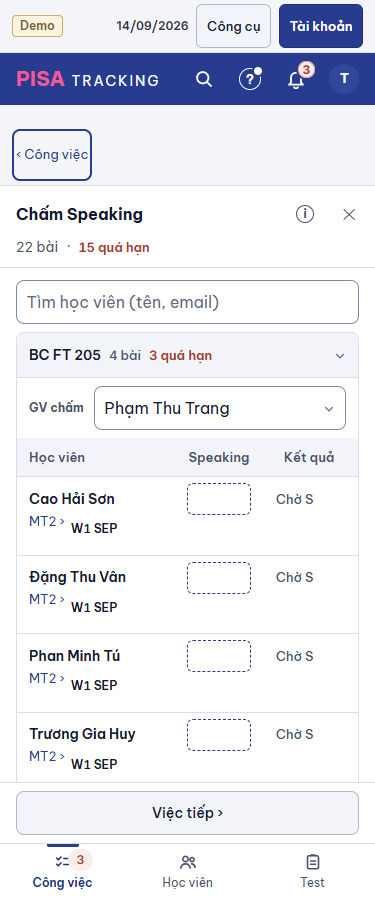 Demo 14/09/2026 Công cụ Tài khoản
PISA TRACKING ? 3 T
‹ Công việc
Chấm Speaking i
22 bài · 15 quá hạn
Tìm học viên (tên, email)
BC FT 205 4 bài 3 quá hạn
GV chấm Phạm Thu Trang
Học viên Speaking Kết quả
Cao Hải Sơn Chờ S
MT2 › W1 SEP
Đặng Thu Vân Chờ S
MT2 › W1 SEP
Phan Minh Tú Chờ S
MT2 › W1 SEP
Trương Gia Huy Chờ S
MT2 › W1 SEP
Việc tiếp ›
3
Công việc Học viên Test